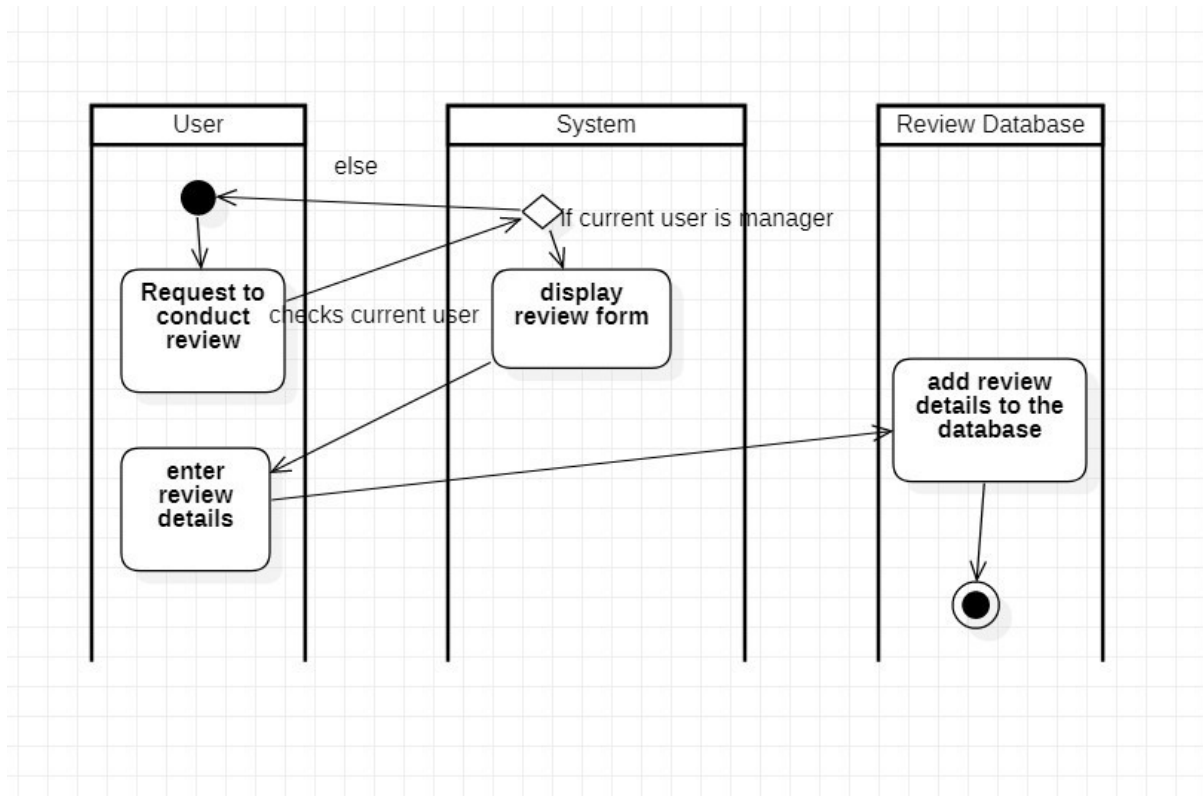 User
System
Review Database
else
If current user is manager
Request to
conduct
review
checks current user
display
review form
add review
details to the
database
enter
review
details